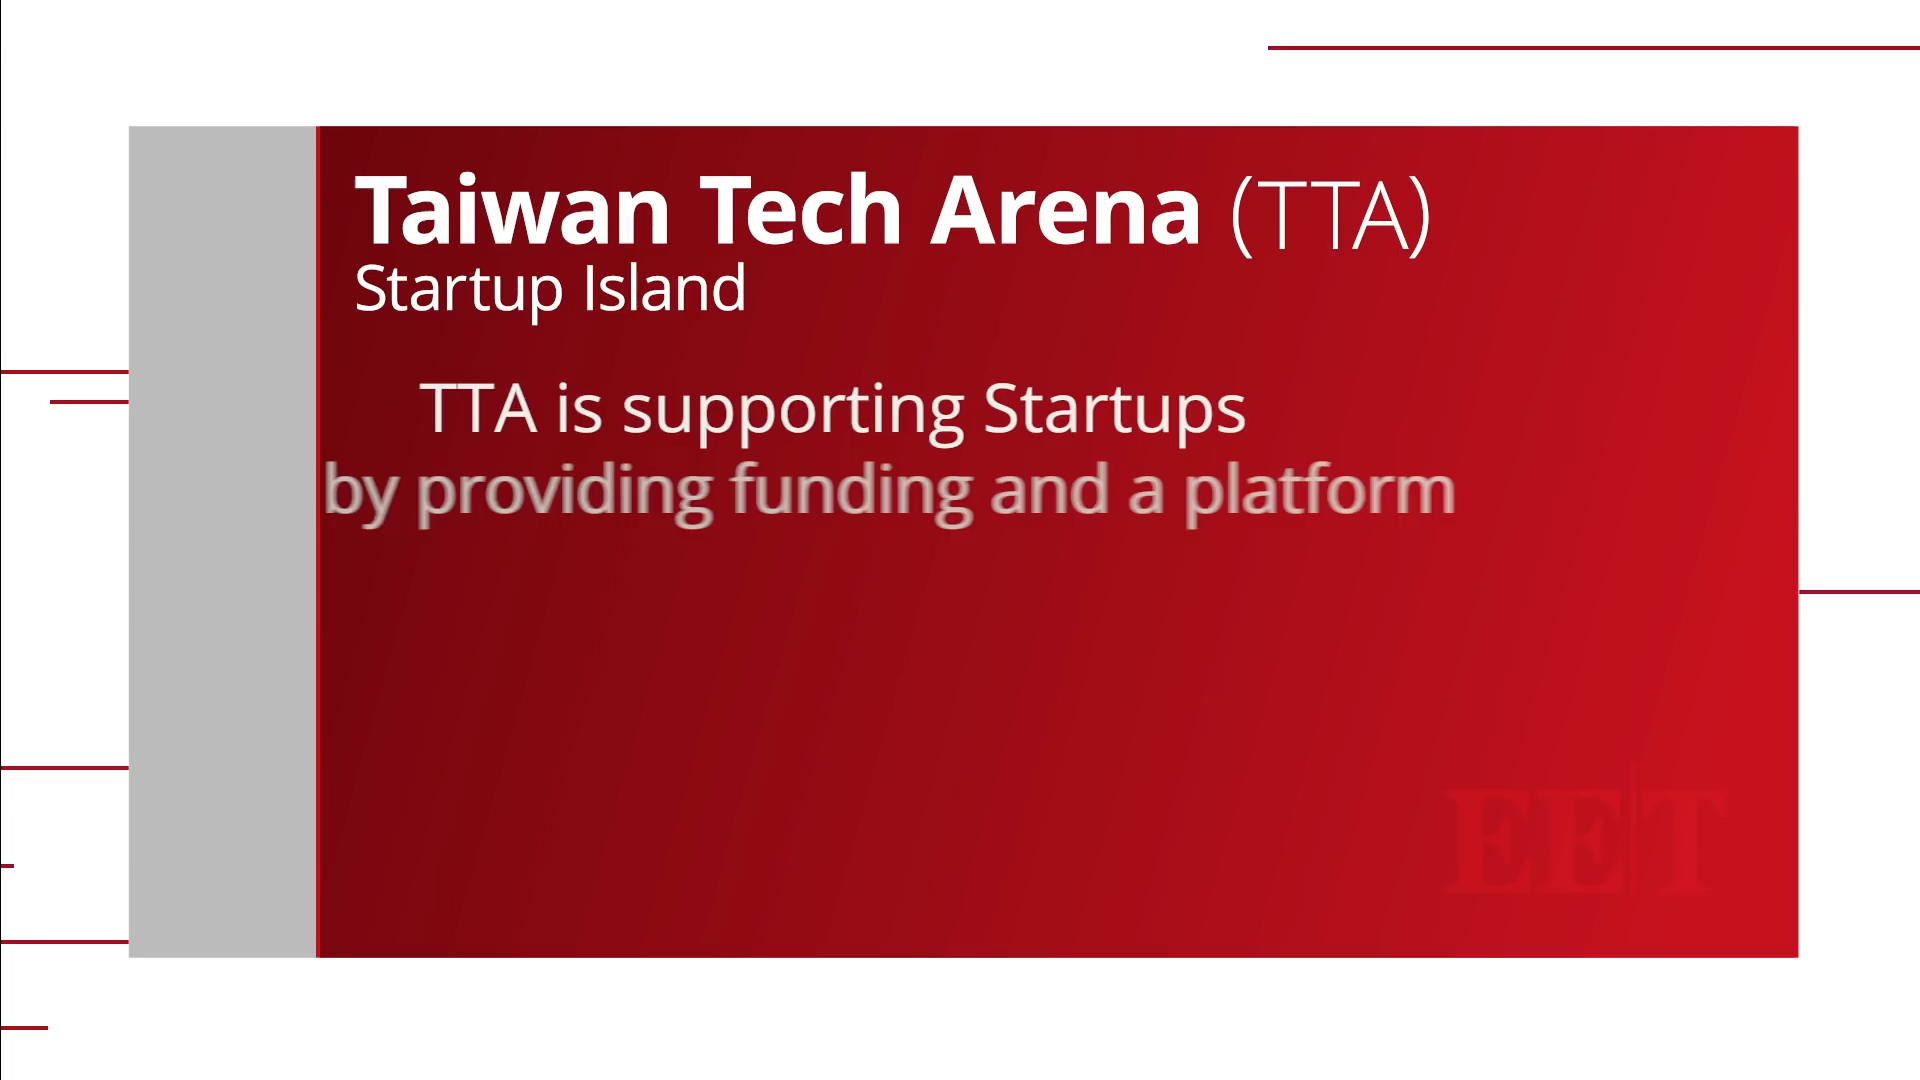 Taiwan Tech Arena (TTA)
Startup Island
TTA is supporting Startups
by providing funding and a platform
EET